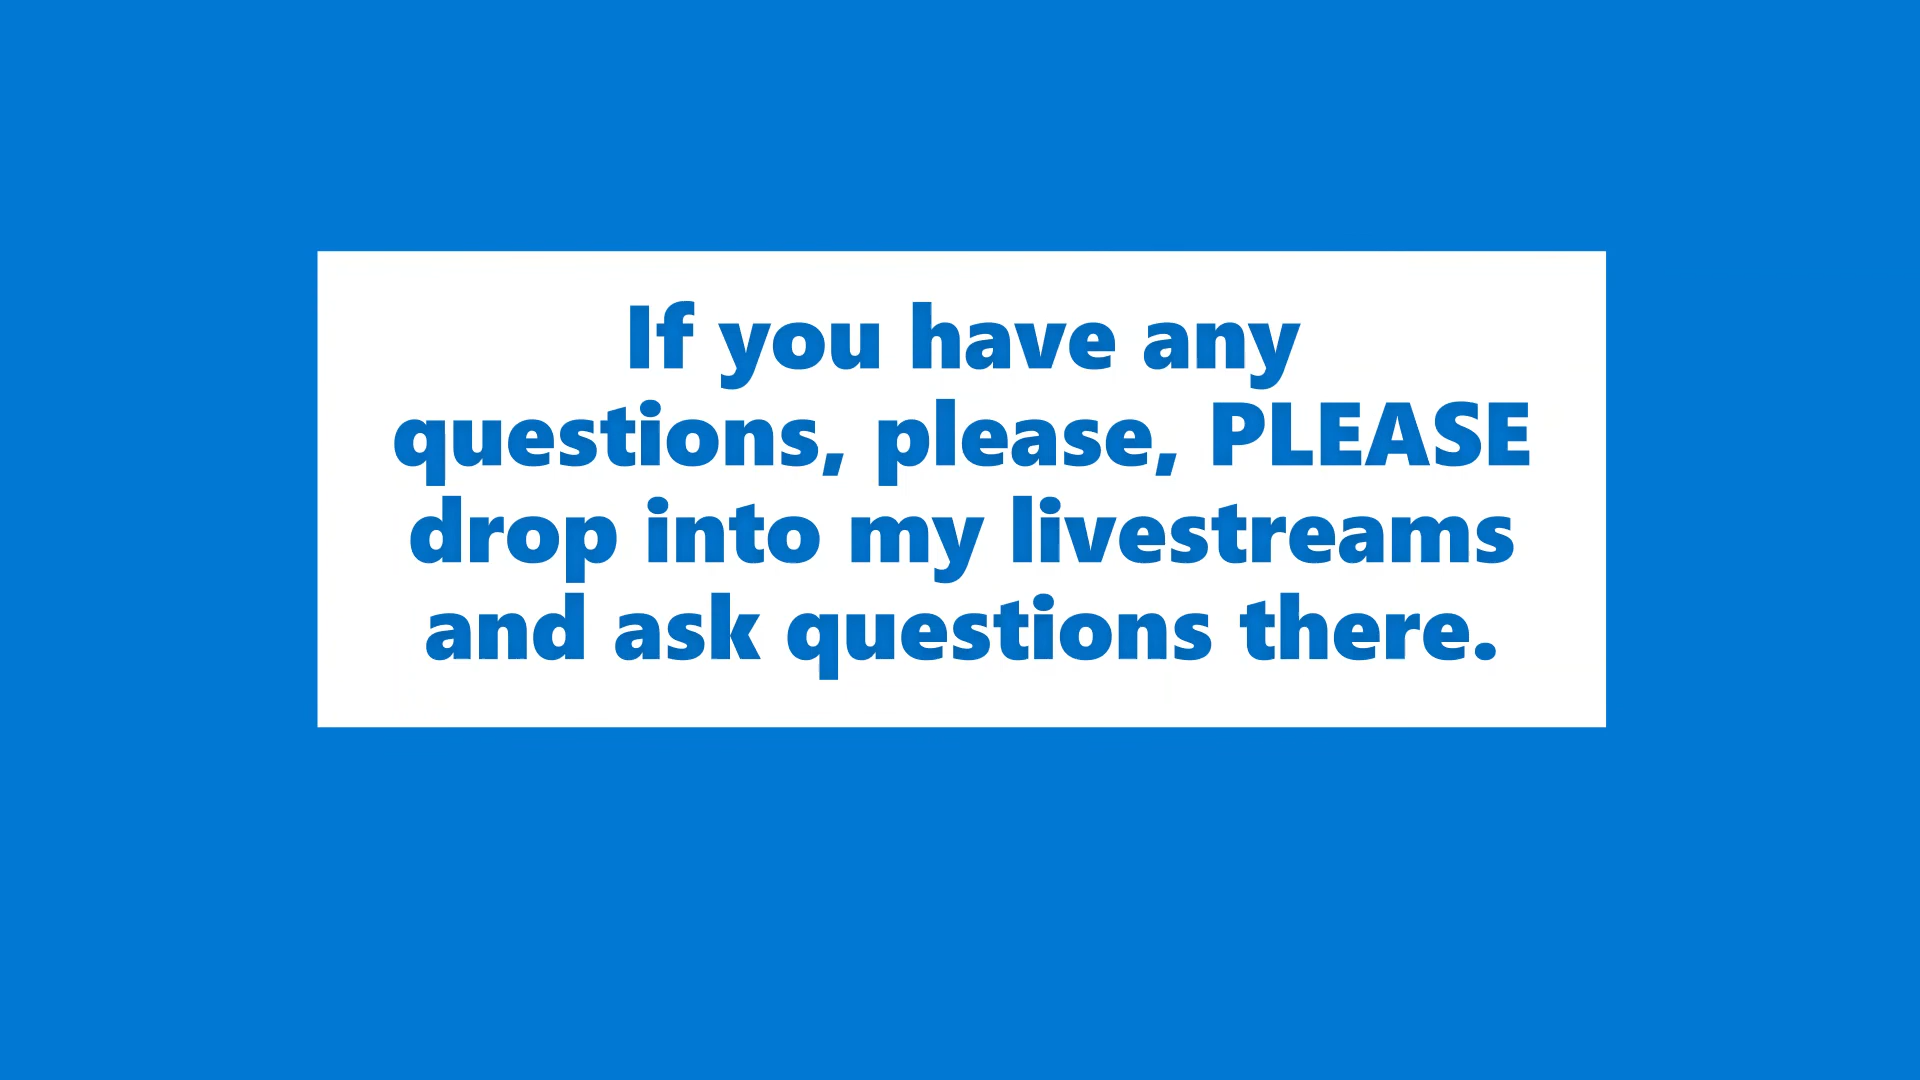 If you have any
questions, please, PLEASE
drop into my livestreams
and ask questions there.